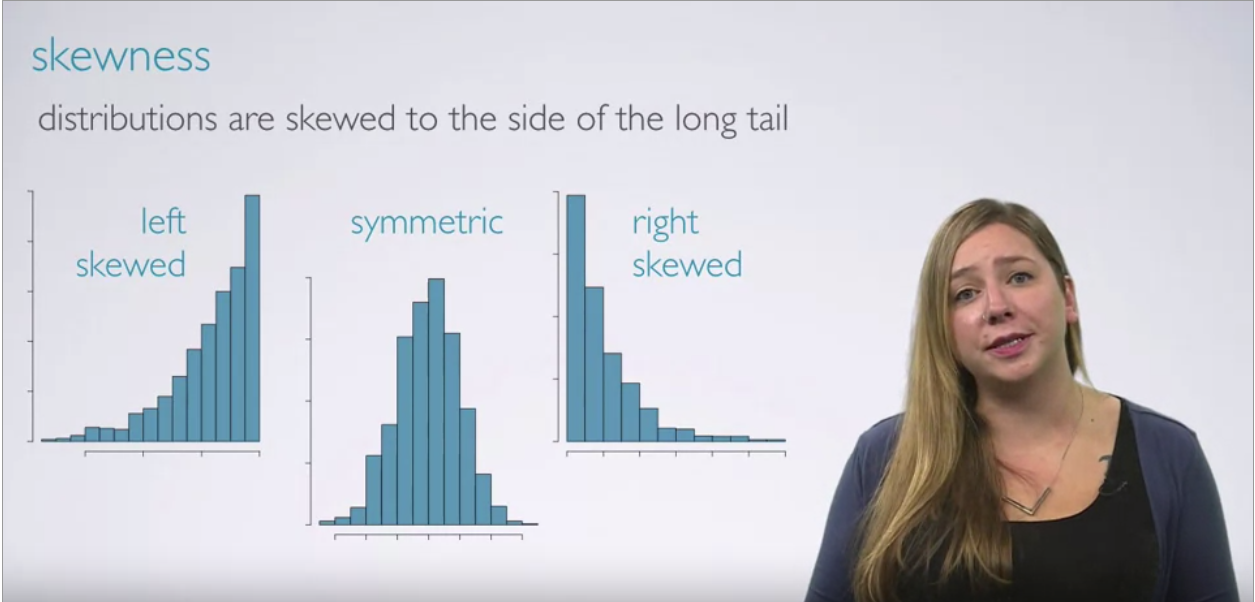 skewness
distributions are skewed to the side of the long tail
left
skewed
symmetric
right
skewed